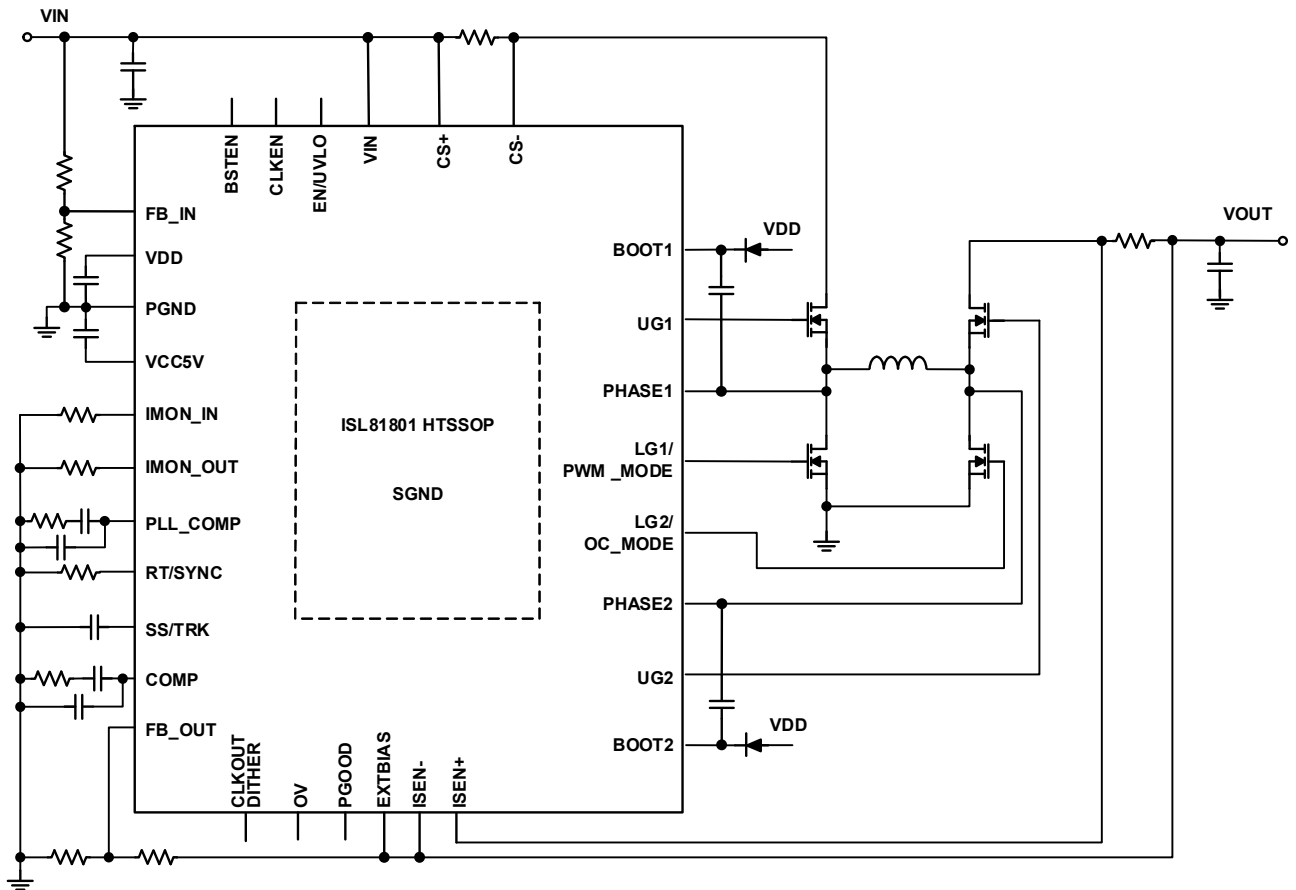 VIN
BSTEN
CLKEN
EN/UVLO
VIN
CS+
CS-
FB_IN
VDD
PGND
VCC5V
IMON_IN
IMON_OUT
PLL_COMP
RT/SYNC
SS/TRK
COMP
FB_OUT
ISL81801 HTSSOP
SGND
BOOT1
VDD
UG1
PHASE1
LG1/
PWM_MODE
LG2/
OC_MODE
PHASE2
UG2
BOOT2
VDD
VOUT
CLKOUT
DITHER
OV
PGOOD
EXTBIAS
ISEN-
ISEN+